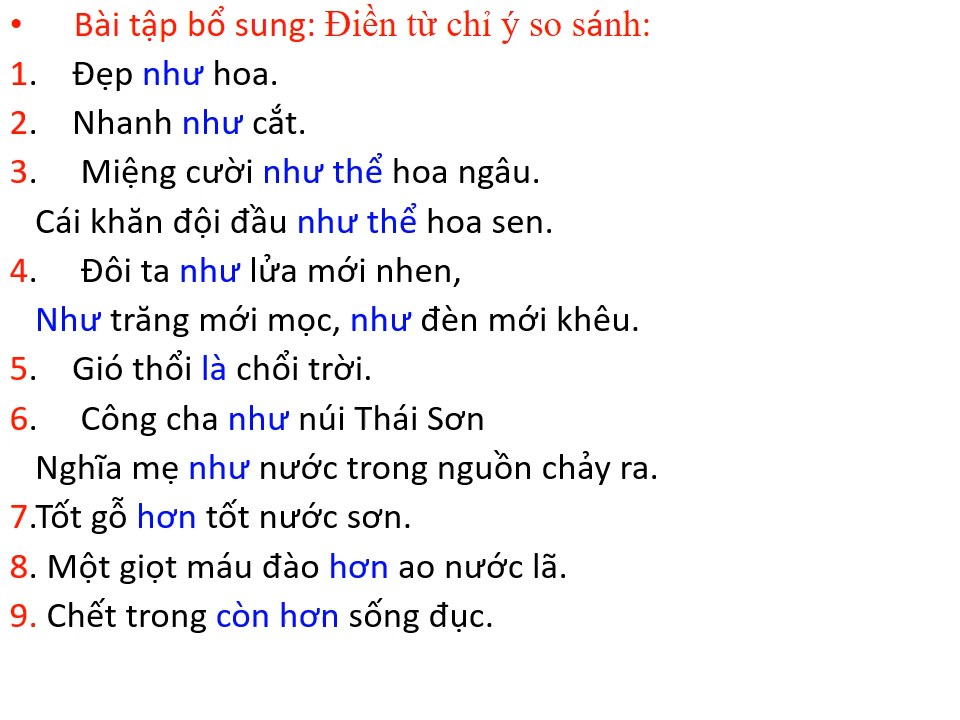 • Bài tập bổ sung: Điền từ chỉ ý so sánh:
1. Đẹp như hoa.
2. Nhanh như cắt.
3. Miệng cười như thể hoa ngâu.
Cái khăn đội đầu như thể hoa sen.
4. Đôi ta như lửa mới nhen,
Như trăng mới mọc, như đèn mới khêu.
5. Gió thổi là chổi trời.
6. Công cha như núi Thái Sơn
Nghĩa mẹ như nước trong nguồn chảy ra.
7.Tốt gỗ hơn tốt nước sơn.
8. Một giọt máu đào hơn ao nước lã.
9. Chết trong còn hơn sống đục.